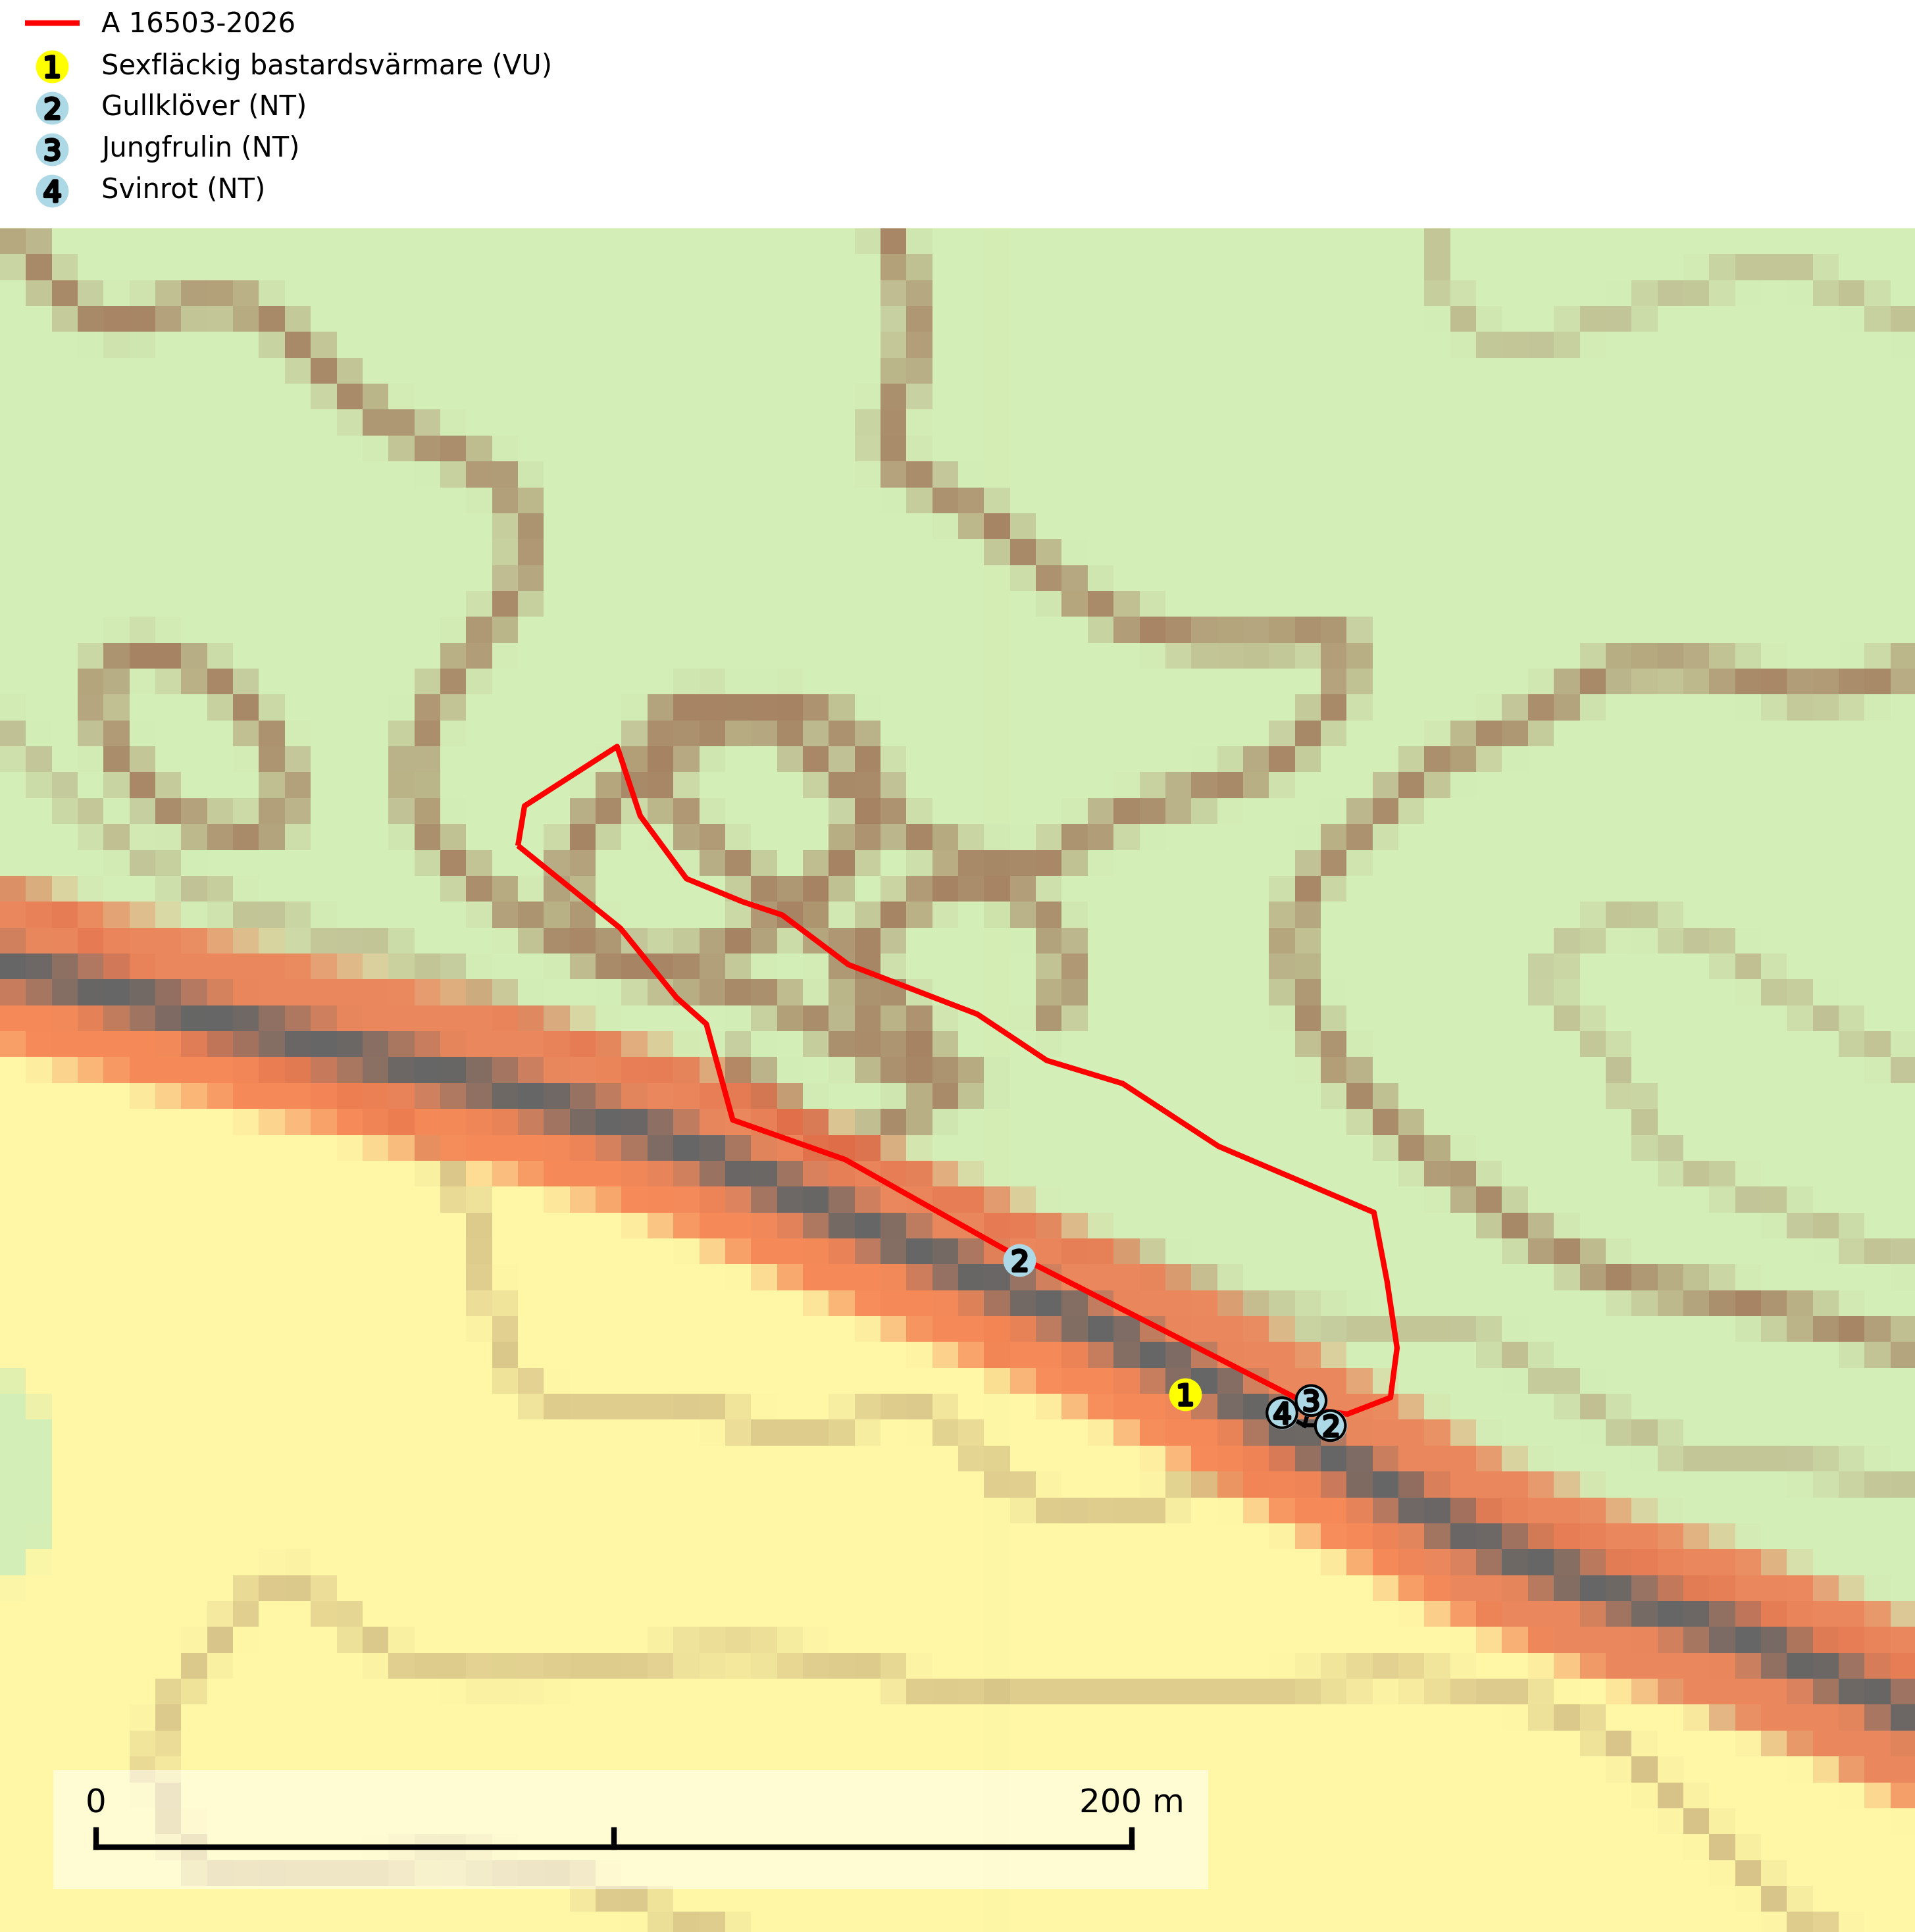 A 16503-2026
1 Sexfläckig bastardsvärmare (VU)
2 Gullklöver (NT)
3 Jungfrulin (NT)
4 Svinrot (NT)
2
1
3
4
2
0 200 m